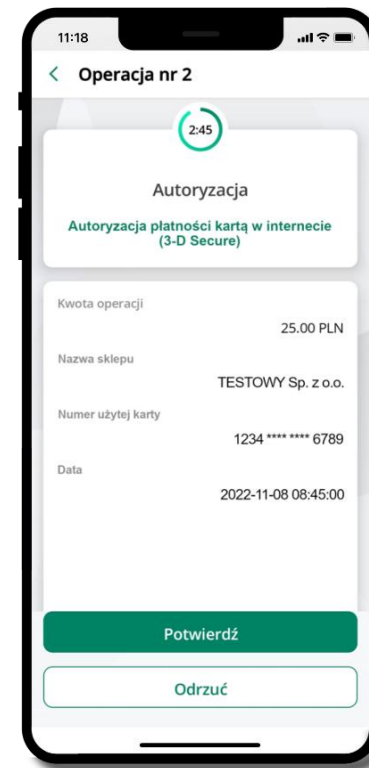 11:18
Operacja nr 2
2:45
Autoryzacja
Autoryzacja płatności kartą w internecie
(3-D Secure)
Kwota operacji
25.00 PLN
Nazwa sklepu
TESTOWY Sp. z o.o.
Numer użytej karty
1234 **** **** 6789
Data
2022-11-08 08:45:00
Potwierdź
Odrzuć